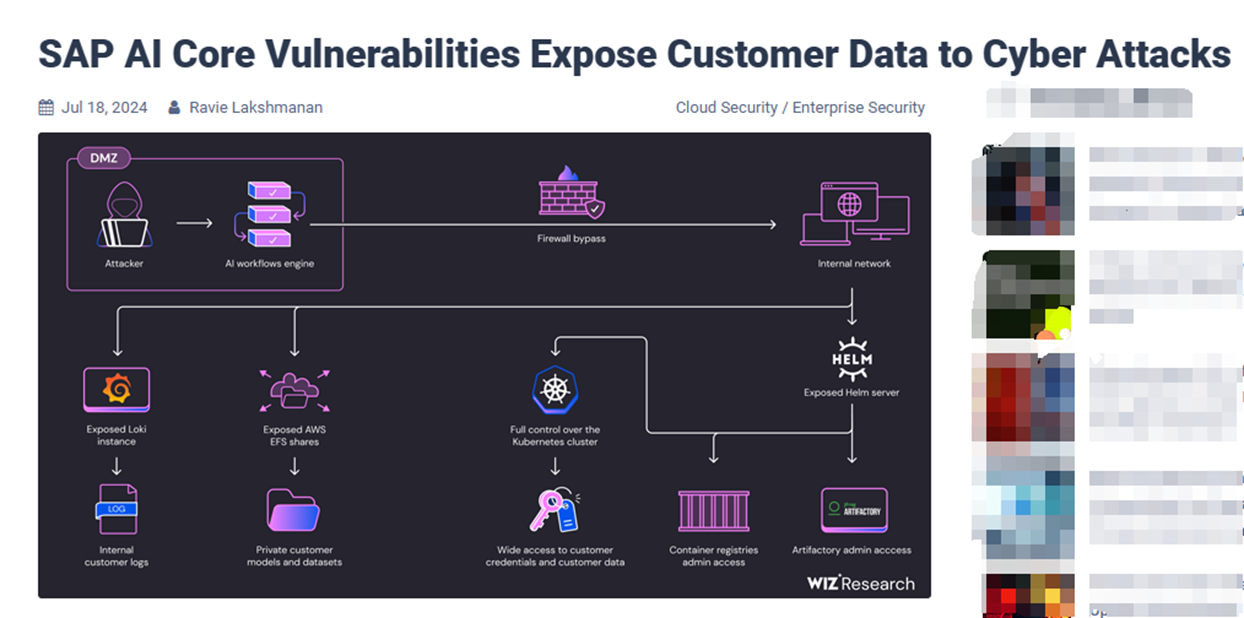 SAP AI Core Vulnerabilities Expose Customer Data to Cyber Attacks
Jul 18, 2024 Ravie Lakshmanan Cloud Security / Enterprise Security
DMZ
Attacker
AI workflows engine
Firewall bypass
Internal network
HELM
Exposed Helm server
Exposed Loki
instance
Exposed AWS
EFS shares
Full control over the
Kubernetes cluster
LOG
JFrog
ARTIFACTORY
Internal
customer logs
Private customer
models and datasets
Wide access to customer
credentials and customer data
Container registries
admin access
Artifactory admin acccess
WIZ Research